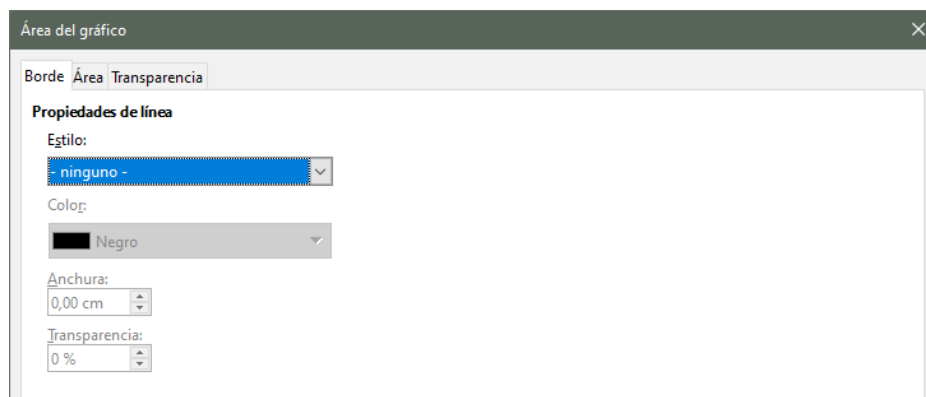 Área del gráfico
Borde Área Transparencia
Propiedades de línea
Estilo:
- ninguno -
Color:
Negro
Anchura:
0,00 cm
Transparencia:
0 %